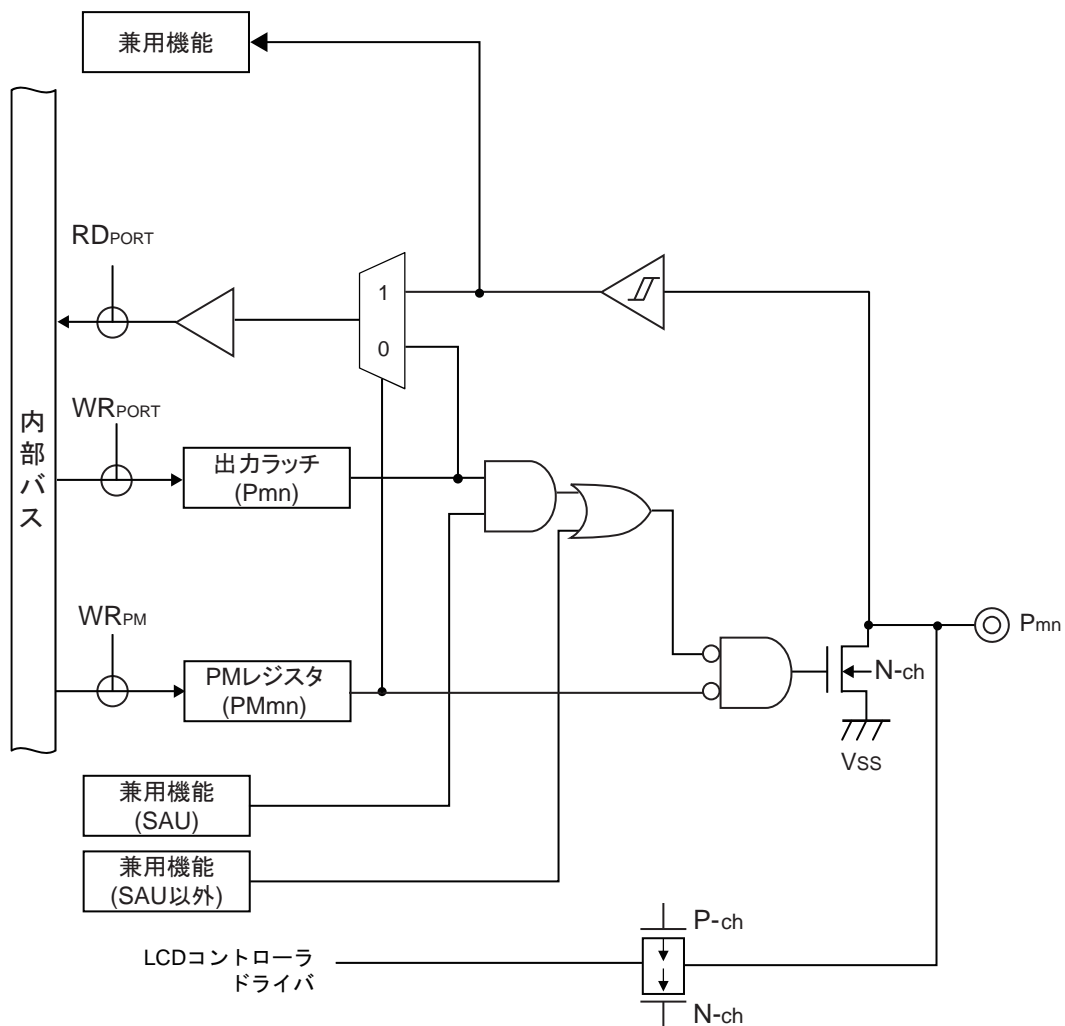 兼用機能
RDPORT
1
0
WRPORT
内部バス
出力ラッチ
(Pmn)
WRPM
PMレジスタ
(PMmn)
Pmn
N-ch
VSS
兼用機能
(SAU)
兼用機能
(SAU以外)
P-ch
LCDコントローラ
ドライバ
N-ch